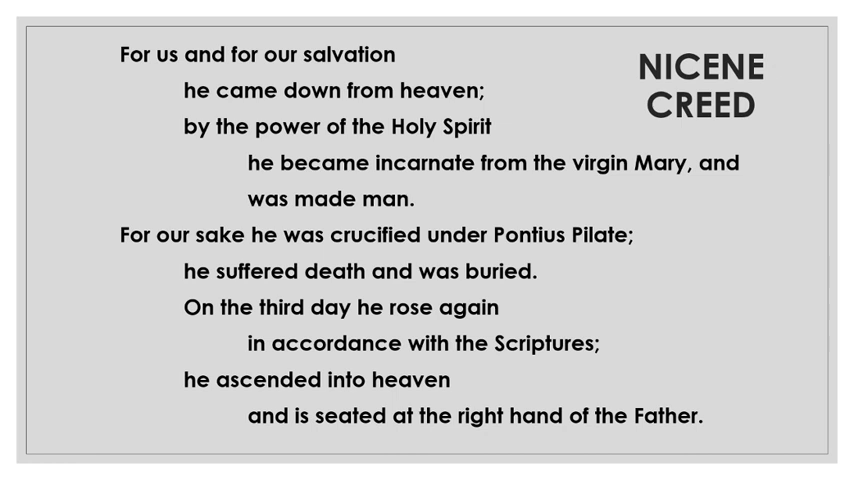 NICENE
CREED
For us and for our salvation
he came down from heaven;
by the power of the Holy Spirit
he became incarnate from the virgin Mary, and
was made man.
For our sake he was crucified under Pontius Pilate;
he suffered death and was buried.
On the third day he rose again
in accordance with the Scriptures;
he ascended into heaven
and is seated at the right hand of the Father.